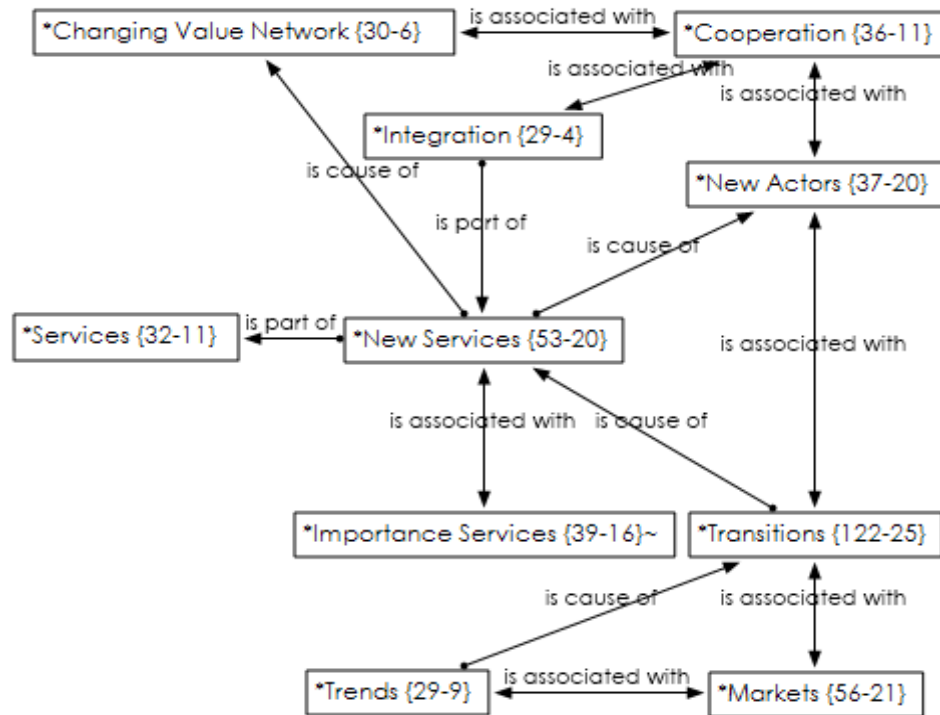 is associated with
*Changing Value Network {30-6}
*Cooperation {36-11}
is associated with
is associated with
*Integration {29-4}
is cause of
*New Actors {37-20}
is part of
is cause of
is part of
*Services {32-11}
*New Services {53-20}
is associated with
is associated with
is cause of
*Importance Services {39-16}~
*Transitions {122-25}
is cause of
is associated with
is associated with
*Trends {29-9}
*Markets {56-21}